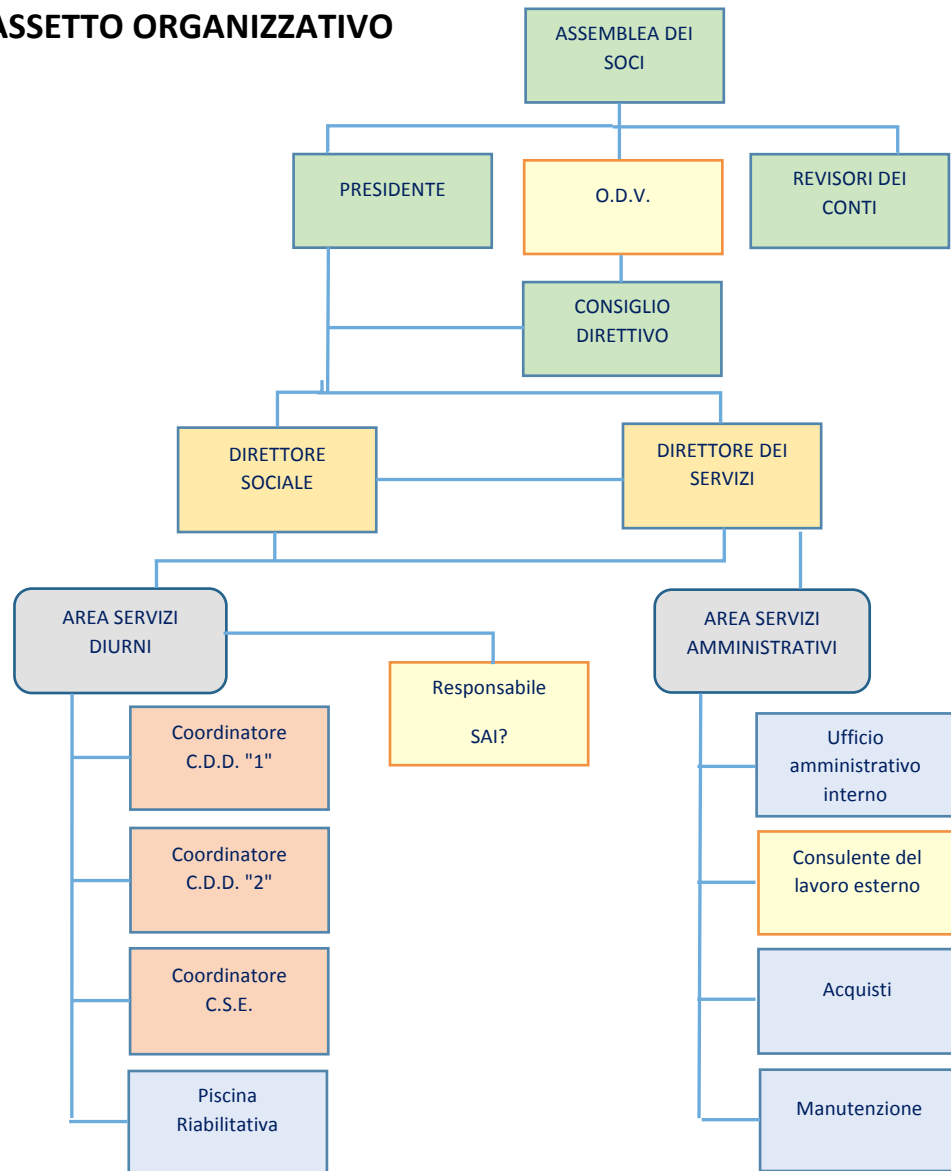 ASSETTO ORGANIZZATIVO
ASSEMBLEA DEI
SOCI
PRESIDENTE
O.D.V.
REVISORI DEI
CONTI
CONSIGLIO
DIRETTIVO
DIRETTORE
SOCIALE
DIRETTORE DEI
SERVIZI
AREA SERVIZI
DIURNI
AREA SERVIZI
AMMINISTRATIVI
Responsabile
SAI?
Coordinatore
C.D.D. "1"
Coordinatore
C.D.D. "2"
Coordinatore
C.S.E.
Piscina
Riabilitativa
Ufficio
amministrativo
interno
Consulente del
lavoro esterno
Acquisti
Manutenzione